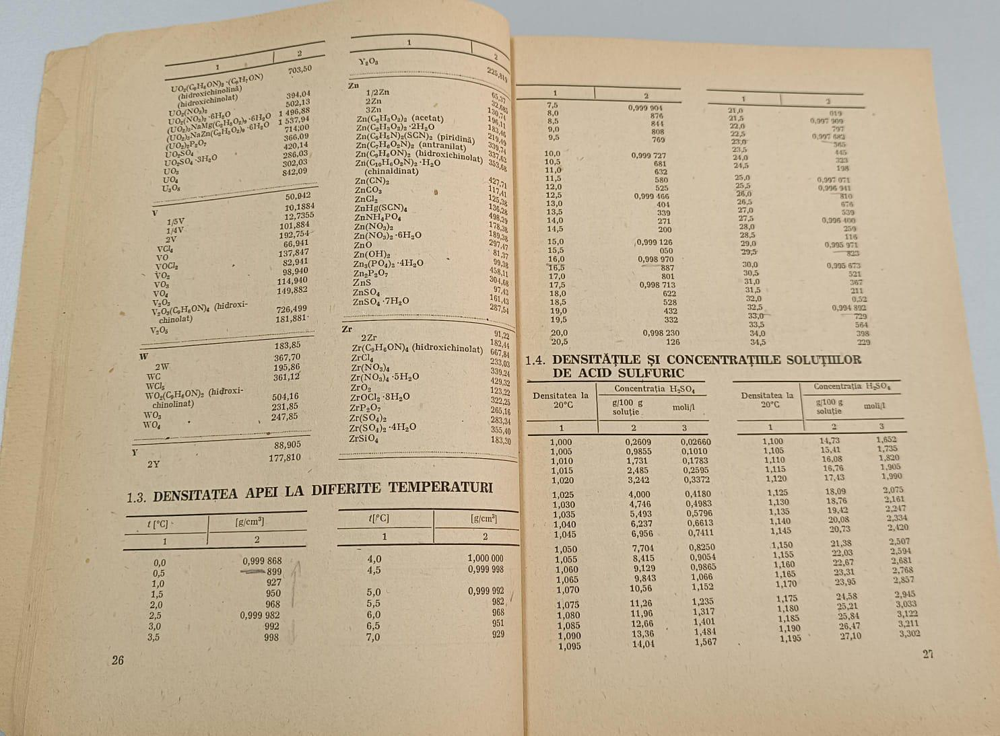 1 2
UO₂(C₉H₆ON)₂·(C₉H₇ON) 703,50
(hidroxichinolină)
(hidroxichinolat)
UO₂(NO₃)₂ 394,04
UO₂(NO₃)₂·6H₂O 502,13
(UO₂)₃NaMg(C₂H₃O₂)₉·6H₂O 1 496,88
(UO₂)₃NaZn(C₂H₃O₂)₉·6H₂O 1 537,94
(UO₂)₂P₂O₇ 714,00
UO₂SO₄ 366,09
UO₂SO₄·3H₂O 420,14
UO₃ 286,03
UO₄ 302,03
U₃O₈ 842,09
V 50,942
1/5V 10,1884
1/4V 12,7355
2V 101,884
VCl₄ 192,754
VO 66,941
VOCl₂ 137,847
VO₂ 82,941
VO₃ 98,940
VO₄ 114,940
V₂O₃ 149,882
V₂O₃(C₉H₆ON)₄ (hidroxi-
chinolat) 726,499
V₂O₅ 181,881
W 183,85
2W 367,70
WC 195,86
WCl₅ 361,12
WO₂(C₉H₆ON)₂ (hidroxi-
chinolinat) 504,16
WO₃ 231,85
WO₄ 247,85
Y 88,905
2Y 177,810
1 2
Y₂O₃ 225,819
Zn 65,37
1/2Zn 32,685
2Zn 130,74
3Zn 196,11
Zn(C₂H₃O₂)₂ (acetat) 183,46
Zn(C₂H₃O₂)₂·2H₂O 219,49
Zn(C₅H₅N)₂(SCN)₂ (piridină) 339,74
Zn(C₇H₆O₂N)₂ (antranilat) 337,63
Zn(C₉H₆ON)₂ (hidroxichinolat) 353,68
Zn(C₁₀H₆O₂N)₂·H₂O
(chinaldinat) 427,71
Zn(CN)₂ 117,41
ZnCO₃ 125,38
ZnCl₂ 136,28
ZnHg(SCN)₄ 498,29
ZnNH₄PO₄ 178,38
Zn(NO₃)₂ 189,38
Zn(NO₃)₂·6H₂O 297,47
ZnO 81,37
Zn(OH)₂ 99,38
Zn₃(PO₄)₂·4H₂O 458,11
Zn₂P₂O₇ 304,68
ZnS 97,43
ZnSO₄ 161,43
ZnSO₄·7H₂O 287,54
Zr 91,22
2Zr 182,44
Zr(C₉H₆ON)₄ (hidroxichinolat) 667,84
ZrCl₄ 233,03
Zr(NO₃)₄ 339,24
Zr(NO₃)₄·5H₂O 429,32
ZrO₂ 123,22
ZrOCl₂·8H₂O 322,25
ZrP₂O₇ 265,16
Zr(SO₄)₂ 283,34
Zr(SO₄)₂·4H₂O 355,40
ZrSiO₄ 183,30
1.3. DENSITATEA APEI LA DIFERITE TEMPERATURI
t [°C] [g/cm³]
1 2
0,0 0,999 868
0,5 899
1,0 927
1,5 950
2,0 968
2,5 0,999 982
3,0 992
3,5 998
t[°C] [g/cm³]
1 2
4,0 1,000 000
4,5 0,999 998
5,0 0,999 992
5,5 982
6,0 968
6,5 951
7,0 929
26
1 2
7,5 0,999 904
8,0 876
8,5 844
9,0 808
9,5 769
10,0 0,999 727
10,5 681
11,0 632
11,5 580
12,0 525
12,5 0,999 466
13,0 404
13,5 339
14,0 271
14,5 200
15,0 0,999 126
15,5 050
16,0 0,998 970
16,5 887
17,0 801
17,5 0,998 713
18,0 622
18,5 528
19,0 432
19,5 332
20,0 0,998 230
20,5 126
1 2
21,0 019
21,5 0,997 909
22,0 797
22,5 0,997 682
23,0 565
23,5 445
24,0 323
24,5 198
25,0 0,997 071
25,5 0,996 941
26,0 810
26,5 676
27,0 539
27,5 0,996 400
28,0 259
28,5 116
29,0 0,995 971
29,5 823
30,0 0,995 673
30,5 521
31,0 367
31,5 211
32,0 0,52
32,5 0,994 892
33,0 729
33,5 564
34,0 398
34,5 229
1.4. DENSITĂȚILE ȘI CONCENTRAȚIILE SOLUȚIILOR
DE ACID SULFURIC
Densitatea la 20°C Concentrația H₂SO₄
g/100 g soluție moli/l
1 2 3
1,000 0,2609 0,02660
1,005 0,9855 0,1010
1,010 1,731 0,1783
1,015 2,485 0,2595
1,020 3,242 0,3372
1,025 4,000 0,4180
1,030 4,746 0,4983
1,035 5,493 0,5796
1,040 6,237 0,6613
1,045 6,956 0,7411
1,050 7,704 0,8250
1,055 8,415 0,9054
1,060 9,129 0,9865
1,065 9,843 1,066
1,070 10,56 1,152
1,075 11,26 1,235
1,080 11,96 1,317
1,085 12,66 1,401
1,090 13,36 1,484
1,095 14,04 1,567
Densitatea la 20°C Concentrația H₂SO₄
g/100 g soluție moli/l
1 2 3
1,100 14,73 1,652
1,105 15,41 1,735
1,110 16,08 1,820
1,115 16,76 1,905
1,120 17,43 1,990
1,125 18,09 2,075
1,130 18,76 2,161
1,135 19,42 2,247
1,140 20,08 2,334
1,145 20,73 2,420
1,150 21,38 2,507
1,155 22,03 2,594
1,160 22,67 2,681
1,165 23,31 2,768
1,170 23,95 2,857
1,175 24,58 2,945
1,180 25,21 3,033
1,185 25,84 3,122
1,190 26,47 3,211
1,195 27,10 3,302
27